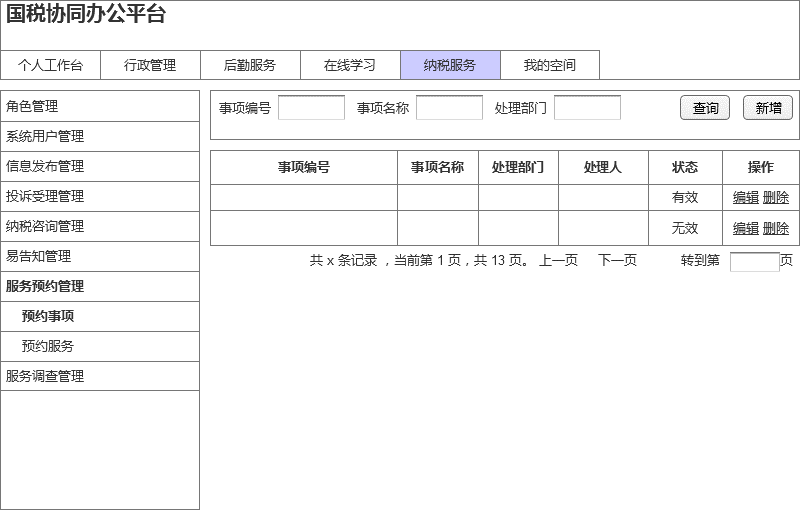 国税协同办公平台
个人工作台 行政管理 后勤服务 在线学习 纳税服务 我的空间
角色管理
系统用户管理
信息发布管理
投诉受理管理
纳税咨询管理
易告知管理
服务预约管理
预约事项
预约服务
服务调查管理
事项编号 事项名称 处理部门 查询 新增
事项编号 事项名称 处理部门 处理人 状态 操作
有效 编辑 删除
无效 编辑 删除
共 x 条记录 ，当前第 1 页，共 13 页。 上一页 下一页 转到第 页